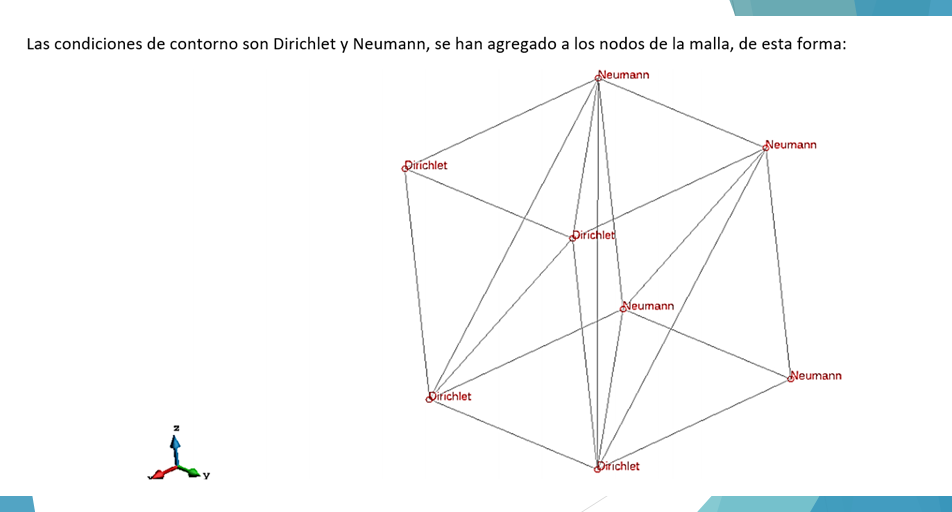 Las condiciones de contorno son Dirichlet y Neumann, se han agregado a los nodos de la malla, de esta forma:
Neumann
Neumann
Dirichlet
Dirichlet
Neumann
Neumann
Dirichlet
Dirichlet
z
y